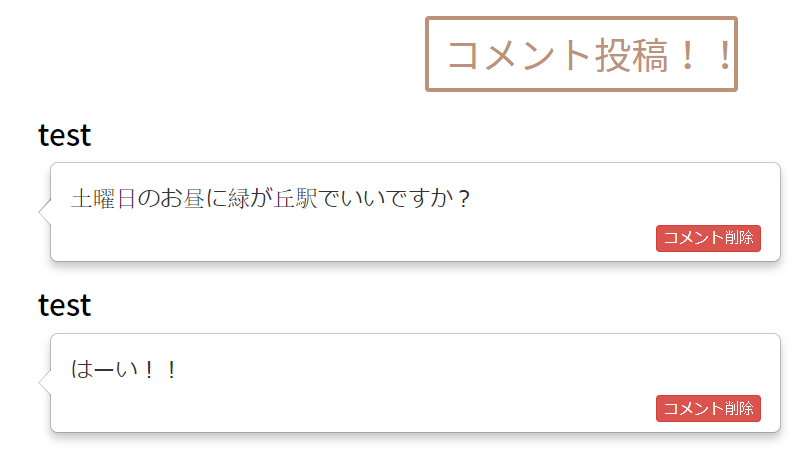 コメント投稿！！
test
土曜日のお昼に緑が丘駅でいいですか？
コメント削除
test
はーい！！
コメント削除